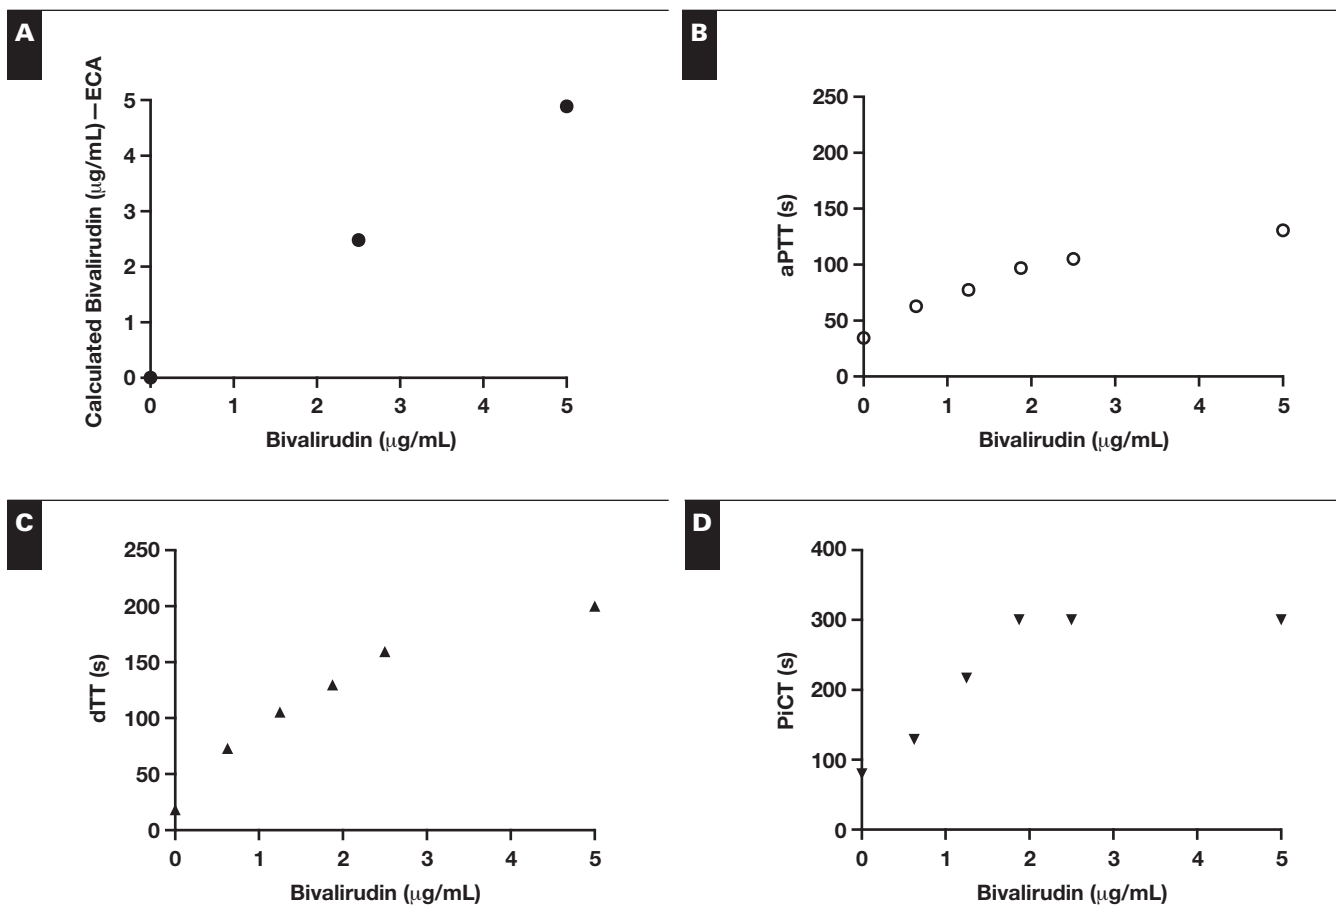 A
Calculated Bivalirudin (μg/mL)—ECA
5
4
3
2
1
0
0 1 2 3 4 5
Bivalirudin (μg/mL)
B
aPTT (s)
250
200
150
100
50
0
0 1 2 3 4 5
Bivalirudin (μg/mL)
C
dTT (s)
250
200
150
100
50
0
0 1 2 3 4 5
Bivalirudin (μg/mL)
D
PiCT (s)
400
300
200
100
0
0 1 2 3 4 5
Bivalirudin (μg/mL)